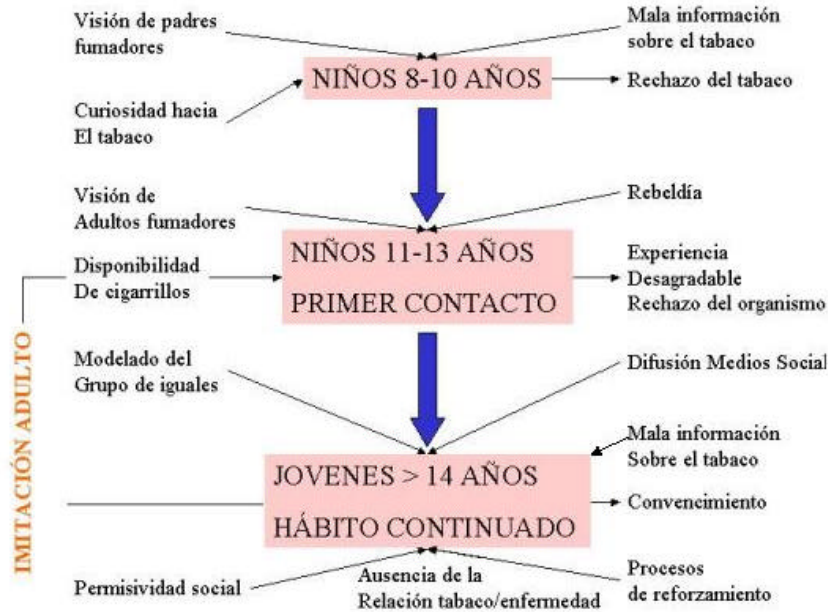 Visión de padres
fumadores
Mala información
sobre el tabaco
NIÑOS 8-10 AÑOS
Rechazo del tabaco
Curiosidad hacia
El tabaco
Visión de
Adultos fumadores
Rebeldía
NIÑOS 11-13 AÑOS
PRIMER CONTACTO
Disponibilidad
De cigarrillos
Experiencia
Desagradable
Rechazo del organismo
IMITACIÓN ADULTO
Modelado del
Grupo de iguales
Difusión Medios Social
Mala información
Sobre el tabaco
JOVENES > 14 AÑOS
HÁBITO CONTINUADO
Convencimiento
Permisividad social
Ausencia de la
Relación tabaco/enfermedad
Procesos
de reforzamiento